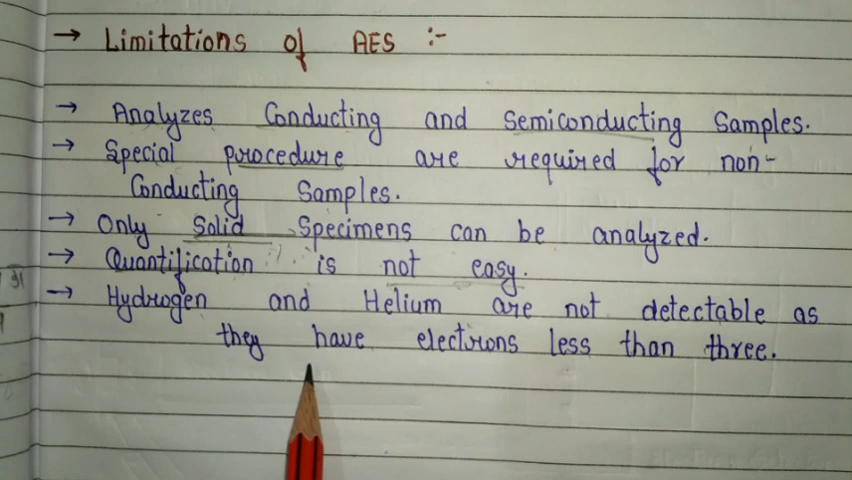 → Limitations of AES :-
→ Analyzes Conducting and Semiconducting Samples.
→ Special procedure are required for non-
Conducting Samples.
→ Only Solid Specimens can be analyzed.
→ Quantification is not easy.
→ Hydrogen and Helium are not detectable as
they have electrons less than three.